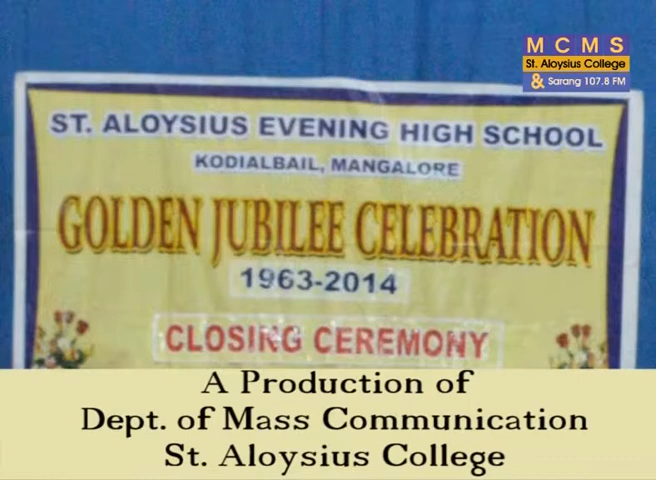 M C M S
St. Aloysius College
& Sarang 107.8 FM
ST. ALOYSIUS EVENING HIGH SCHOOL
KODIALBAIL, MANGALORE
GOLDEN JUBILEE CELEBRATION
1963-2014
CLOSING CEREMONY
A Production of
Dept. of Mass Communication
St. Aloysius College